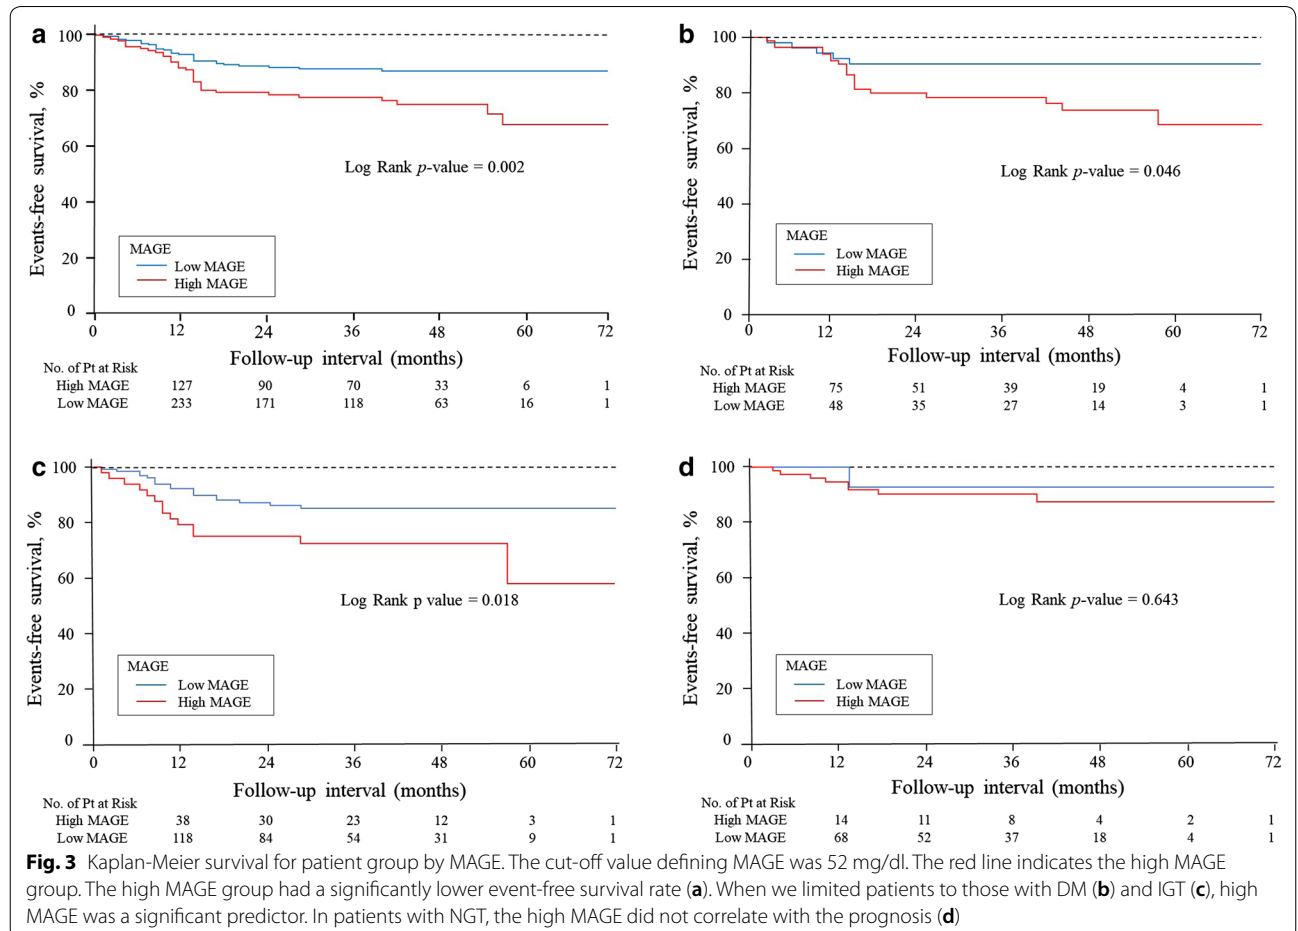 a
100
80
60
40
20
0
Events-free survival, %
Log Rank p-value = 0.002
MAGE
Low MAGE
High MAGE
0 12 24 36 48 60 72
Follow-up interval (months)
No. of Pt at Risk
High MAGE 127 90 70 33 6 1
Low MAGE 233 171 118 63 16 1
b
100
80
60
40
20
0
Events-free survival, %
Log Rank p-value = 0.046
MAGE
Low MAGE
High MAGE
0 12 24 36 48 60 72
Follow-up interval (months)
No. of Pt at Risk
High MAGE 75 51 39 19 4 1
Low MAGE 48 35 27 14 3 1
c
100
80
60
40
20
0
Events-free survival, %
Log Rank p value = 0.018
MAGE
Low MAGE
High MAGE
0 12 24 36 48 60 72
Follow-up interval (months)
No. of Pt at Risk
High MAGE 38 30 23 12 3 1
Low MAGE 118 84 54 31 9 1
d
100
80
60
40
20
0
Events-free survival, %
Log Rank p-value = 0.643
MAGE
Low MAGE
High MAGE
0 12 24 36 48 60 72
Follow-up interval (months)
No. of Pt at Risk
High MAGE 14 11 8 4 2 1
Low MAGE 68 52 37 18 4 1
Fig. 3 Kaplan-Meier survival for patient group by MAGE. The cut-off value defining MAGE was 52 mg/dl. The red line indicates the high MAGE
group. The high MAGE group had a significantly lower event-free survival rate (a). When we limited patients to those with DM (b) and IGT (c), high
MAGE was a significant predictor. In patients with NGT, the high MAGE did not correlate with the prognosis (d)